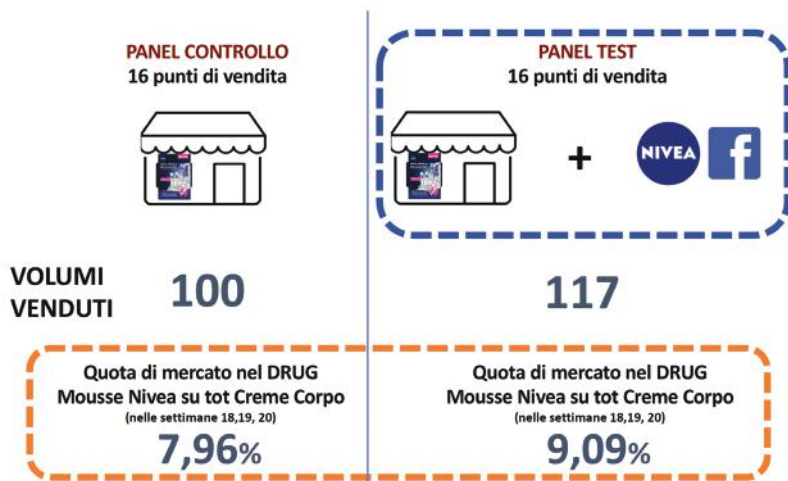 PANEL CONTROLLO
16 punti di vendita
PANEL TEST
16 punti di vendita
+
NIVEA
f
VOLUMI
VENDUTI
100
117
Quota di mercato nel DRUG
Mousse Nivea su tot Creme Corpo
(nelle settimane 18,19, 20)
7,96%
Quota di mercato nel DRUG
Mousse Nivea su tot Creme Corpo
(nelle settimane 18,19, 20)
9,09%